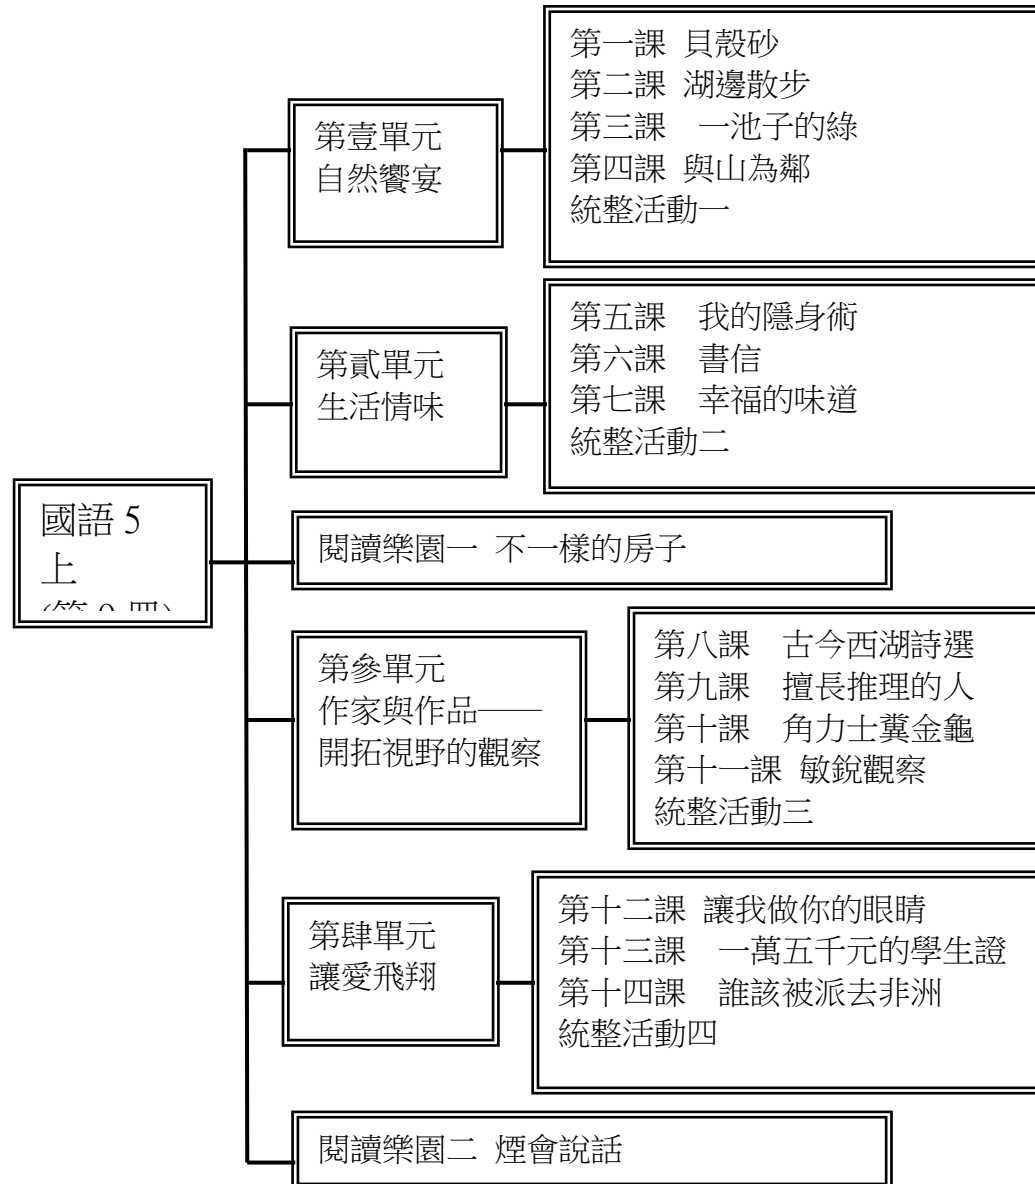 國語 5
上
第壹單元
自然饗宴
第一課 貝殼砂
第二課 湖邊散步
第三課 一池子的綠
第四課 與山為鄰
統整活動一
第貳單元
生活情味
第五課 我的隱身術
第六課 書信
第七課 幸福的味道
統整活動二
閱讀樂園一 不一樣的房子
第參單元
作家與作品——
開拓視野的觀察
第八課 古今西湖詩選
第九課 擅長推理的人
第十課 角力士糞金龜
第十一課 敏銳觀察
統整活動三
第肆單元
讓愛飛翔
第十二課 讓我做你的眼睛
第十三課 一萬五千元的學生證
第十四課 誰該被派去非洲
統整活動四
閱讀樂園二 煙會說話